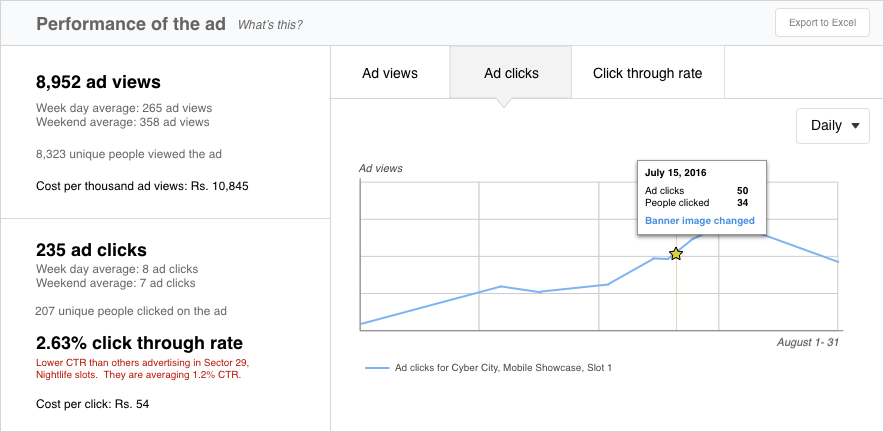 Performance of the ad What's this?
Export to Excel
8,952 ad views
Week day average: 265 ad views
Weekend average: 358 ad views
8,323 unique people viewed the ad
Cost per thousand ad views: Rs. 10,845
235 ad clicks
Week day average: 8 ad clicks
Weekend average: 7 ad clicks
207 unique people clicked on the ad
2.63% click through rate
Lower CTR than others advertising in Sector 29,
Nightlife slots. They are averaging 1.2% CTR.
Cost per click: Rs. 54
Ad views Ad clicks Click through rate
Daily
Ad views
July 15, 2016
Ad clicks 50
People clicked 34
Banner image changed
August 1- 31
Ad clicks for Cyber City, Mobile Showcase, Slot 1